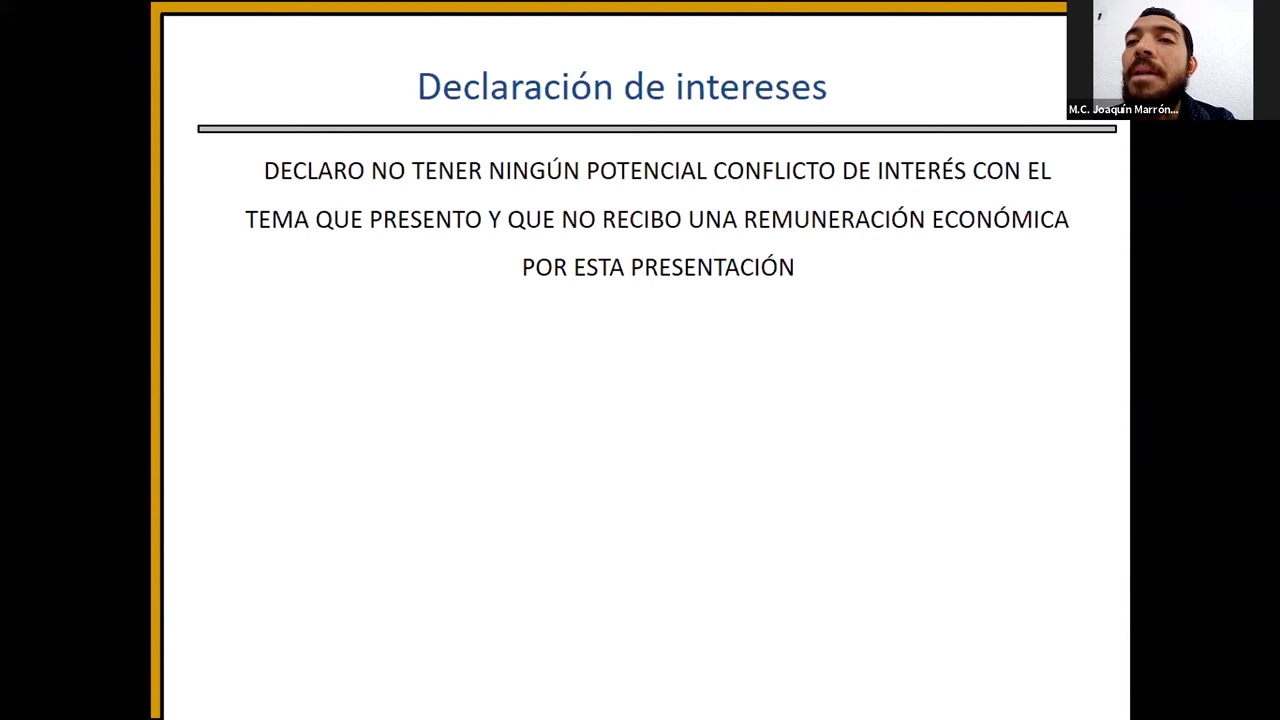 Declaración de intereses
DECLARO NO TENER NINGÚN POTENCIAL CONFLICTO DE INTERÉS CON EL
TEMA QUE PRESENTO Y QUE NO RECIBO UNA REMUNERACIÓN ECONÓMICA
POR ESTA PRESENTACIÓN
M.C. Joaquín Marrón...